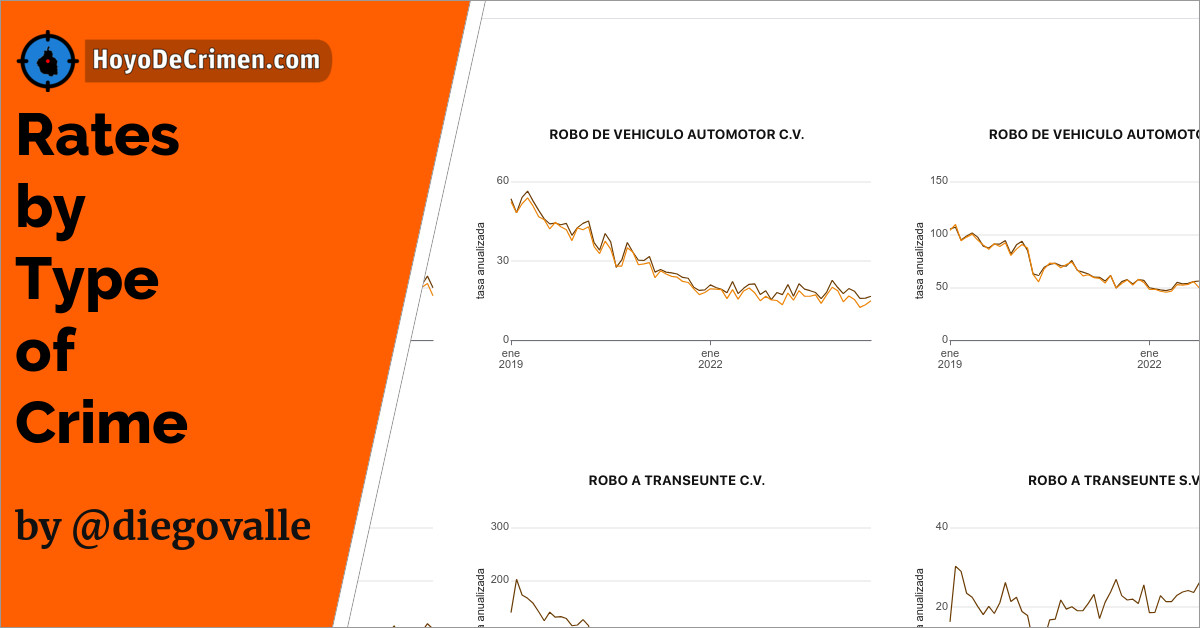 HoyoDeCrimen.com
Rates
by
Type
of
Crime
by @diegovalle
ROBO DE VEHICULO AUTOMOTOR C.V.
tasa anualizada
60
30
0
ene
2019
ene
2022
ROBO DE VEHICULO AUTOMOTO
tasa anualizada
150
100
50
0
ene
2019
ene
2022
ROBO A TRANSEUNTE C.V.
a anualizada
300
200
ROBO A TRANSEUNTE S.V
a anualizada
40
20